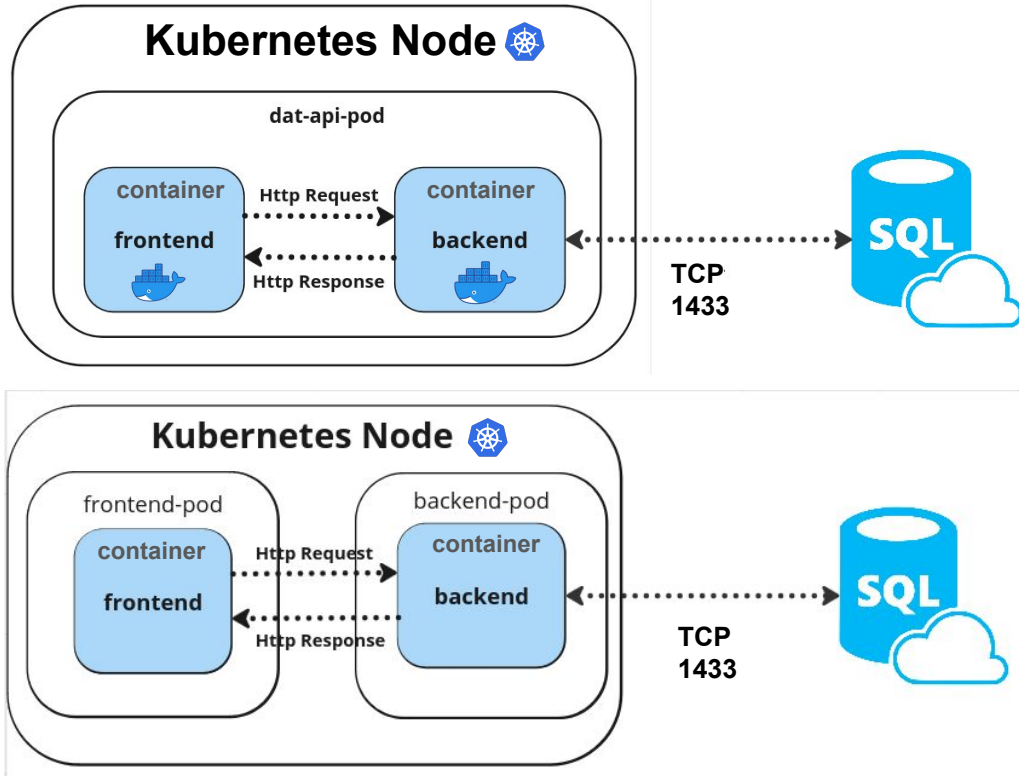 Kubernetes Node
dat-api-pod
container
frontend
Http Request
Http Response
container
backend
TCP
1433
SQL
Kubernetes Node
frontend-pod
container
frontend
Http Request
Http Response
backend-pod
container
backend
TCP
1433
SQL